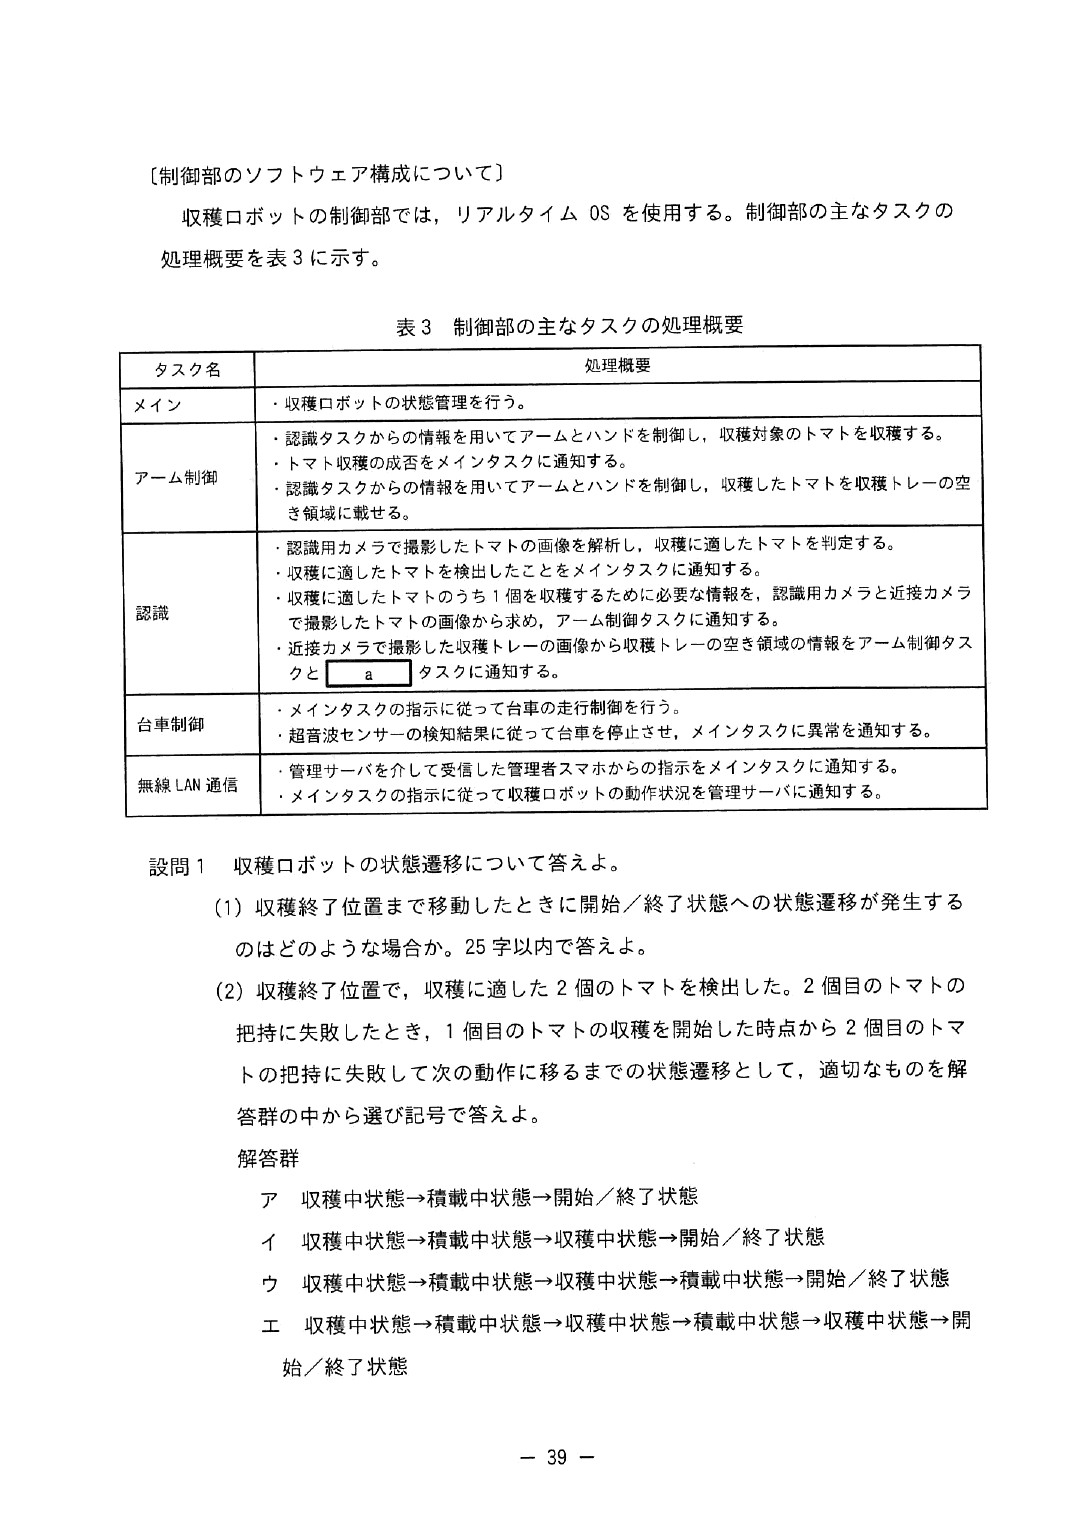 〔制御部のソフトウェア構成について〕
収穫ロボットの制御部では，リアルタイム OS を使用する。制御部の主なタスクの
処理概要を表３に示す。
表３　制御部の主なタスクの処理概要
タスク名　処理概要
メイン　・収穫ロボットの状態管理を行う。
アーム制御　・認識タスクからの情報を用いてアームとハンドを制御し，収穫対象のトマトを収穫する。
・トマト収穫の成否をメインタスクに通知する。
・認識タスクからの情報を用いてアームとハンドを制御し，収穫したトマトを収穫トレーの空
き領域に載せる。
認識　・認識用カメラで撮影したトマトの画像を解析し，収穫に適したトマトを判定する。
・収穫に適したトマトを検出したことをメインタスクに通知する。
・収穫に適したトマトのうち１個を収穫するために必要な情報を，認識用カメラと近接カメラ
で撮影したトマトの画像から求め，アーム制御タスクに通知する。
・近接カメラで撮影した収穫トレーの画像から収穫トレーの空き領域の情報をアーム制御タス
クと a タスクに通知する。
台車制御　・メインタスクの指示に従って台車の走行制御を行う。
・超音波センサーの検知結果に従って台車を停止させ，メインタスクに異常を通知する。
無線 LAN 通信　・管理サーバを介して受信した管理者スマホからの指示をメインタスクに通知する。
・メインタスクの指示に従って収穫ロボットの動作状況を管理サーバに通知する。
設問１　収穫ロボットの状態遷移について答えよ。
(1) 収穫終了位置まで移動したときに開始／終了状態への状態遷移が発生する
のはどのような場合か。25 字以内で答えよ。
(2) 収穫終了位置で，収穫に適した 2 個のトマトを検出した。2 個目のトマトの
把持に失敗したとき，1 個目のトマトの収穫を開始した時点から 2 個目のトマ
トの把持に失敗して次の動作に移るまでの状態遷移として，適切なものを解
答群の中から選び記号で答えよ。
解答群
ア　収穫中状態→積載中状態→開始／終了状態
イ　収穫中状態→積載中状態→収穫中状態→開始／終了状態
ウ　収穫中状態→積載中状態→収穫中状態→積載中状態→開始／終了状態
エ　収穫中状態→積載中状態→収穫中状態→積載中状態→収穫中状態→開
始／終了状態
－ 39 －